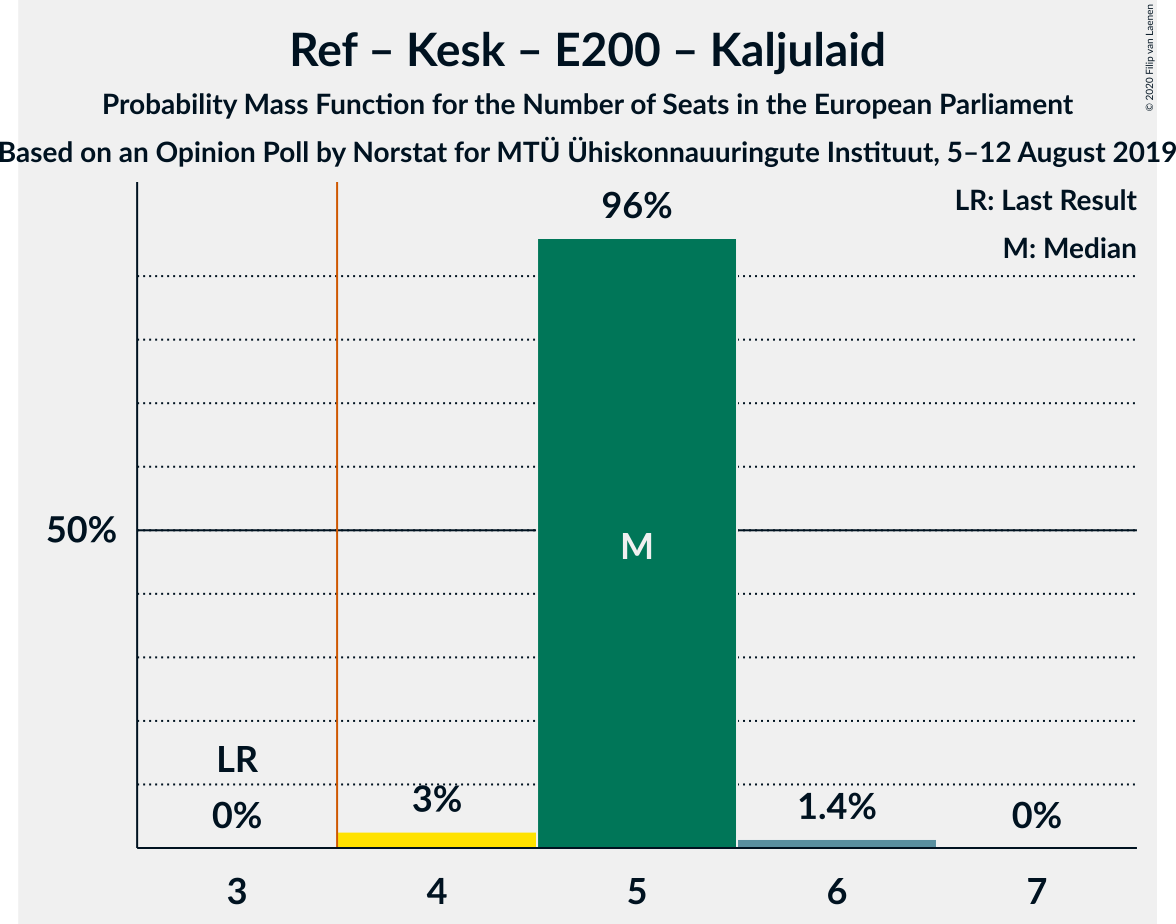 Ref – Kesk – E200 – Kaljulaid
Probability Mass Function for the Number of Seats in the European Parliament
Based on an Opinion Poll by Norstat for MTÜ Ühiskonnauuringute Instituut, 5–12 August 2019
© 2020 Filip van Laenen
LR: Last Result
M: Median
96%
50%
M
LR
0%
3%
1.4%
0%
3
4
5
6
7